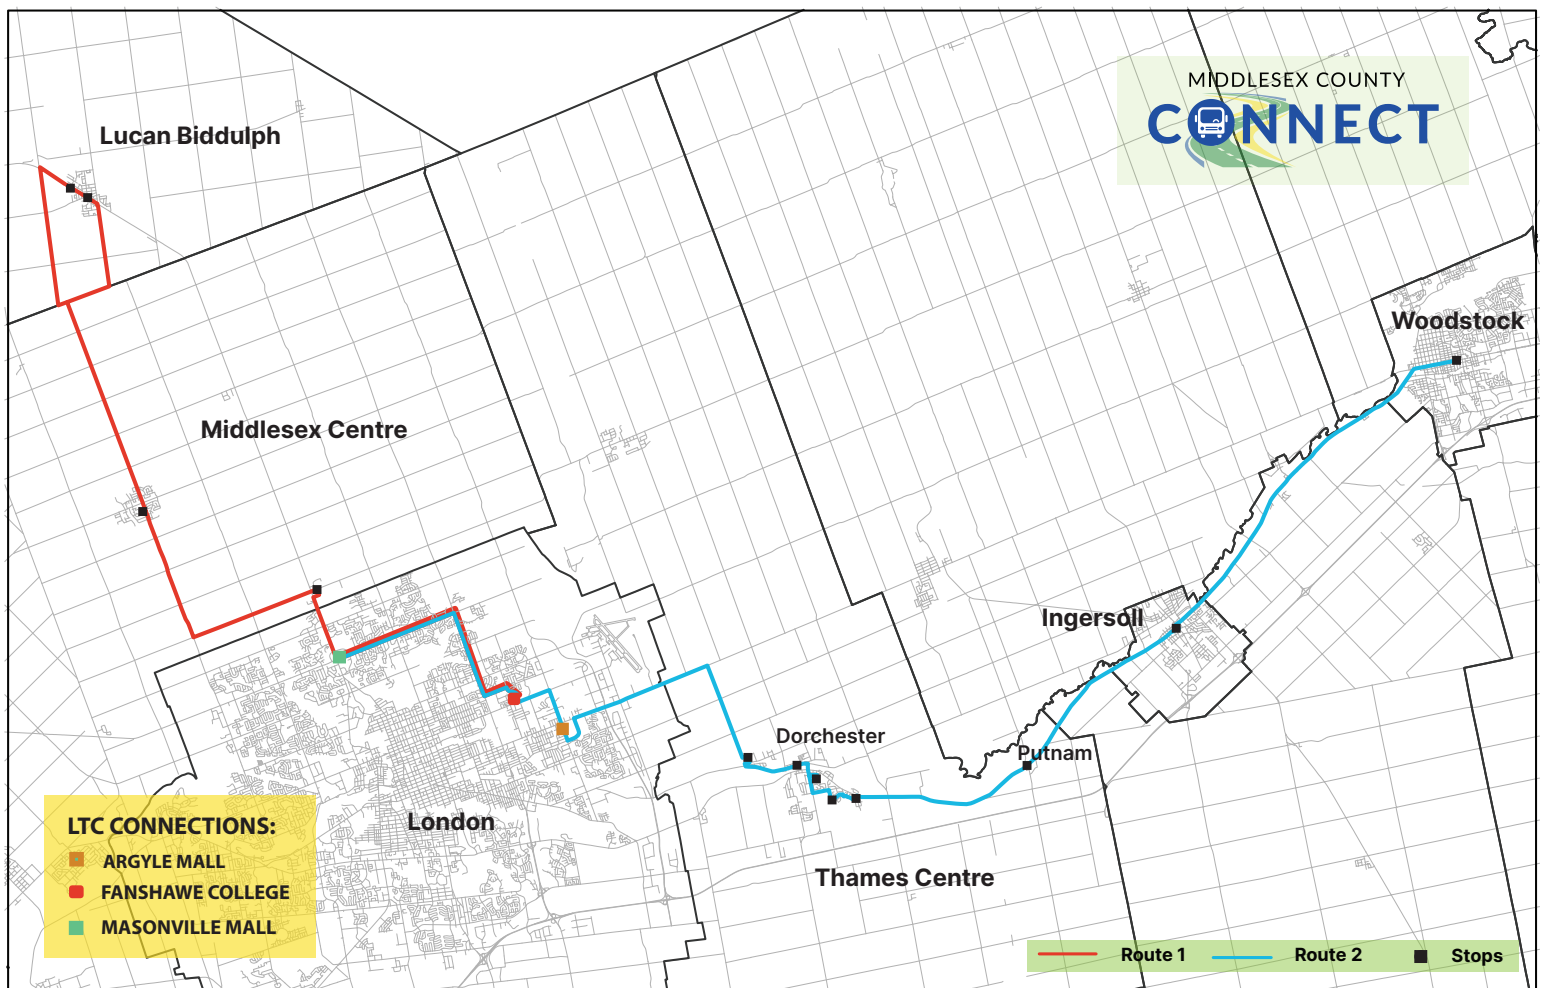 MIDDLESEX COUNTY
CONNECT
Lucan Biddulph
Woodstock
Middlesex Centre
Ingersoll
Dorchester
Putnam
London
Thames Centre
LTC CONNECTIONS:
ARGYLE MALL
FANSHAWE COLLEGE
MASONVILLE MALL
Route 1
Route 2
Stops